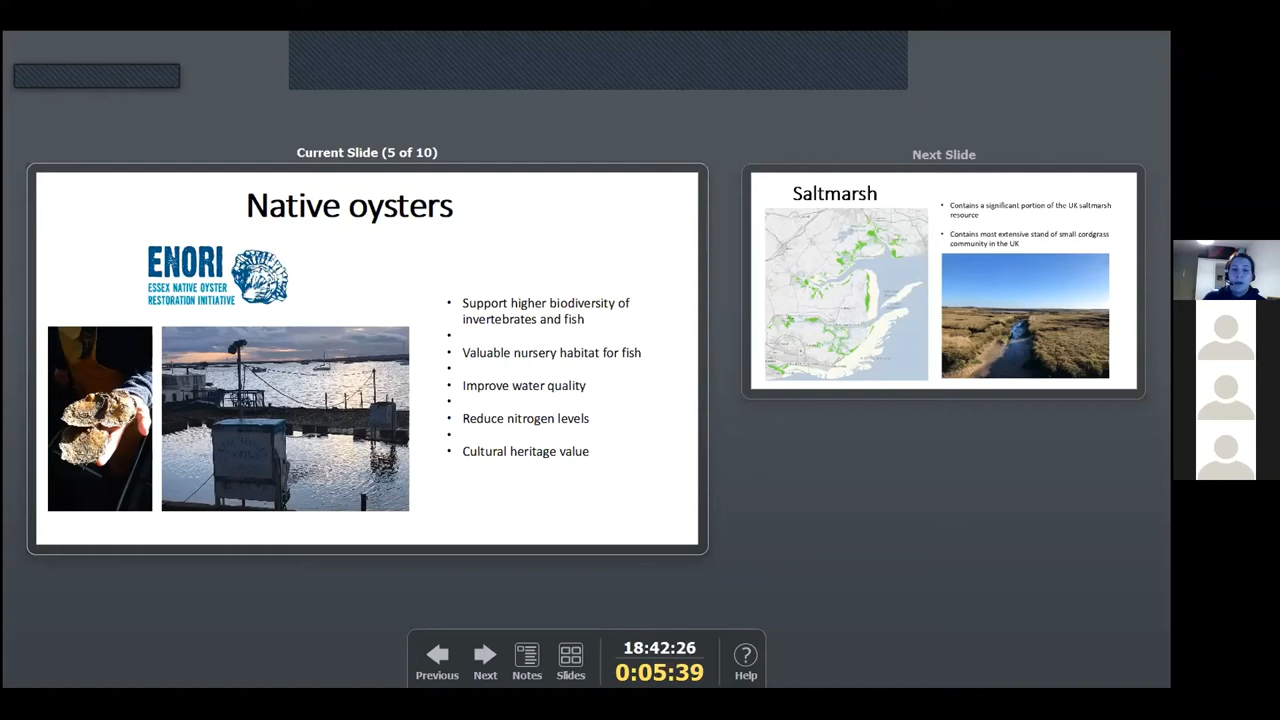 Current Slide (5 of 10)
Native oysters
ENORI
ESSEX NATIVE OYSTER
RESTORATION INITIATIVE
• Support higher biodiversity of
invertebrates and fish
•
• Valuable nursery habitat for fish
•
• Improve water quality
•
• Reduce nitrogen levels
•
• Cultural heritage value
Next Slide
Saltmarsh
• Contains a significant portion of the UK saltmarsh
resource
• Contains most extensive stand of small cordgrass
community in the UK
Previous
Next
Notes
Slides
18:42:26
0:05:39
?
Help